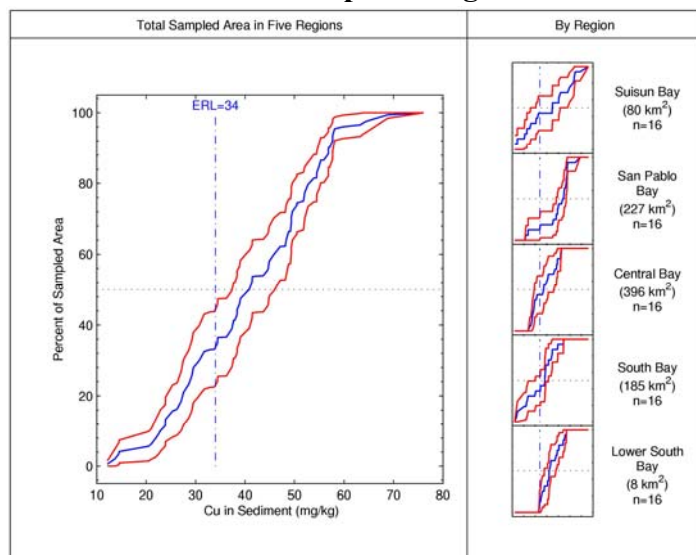 Total Sampled Area in Five Regions
By Region
ERL=34
100
80
60
40
20
0
Percent of Sampled Area
10 20 30 40 50 60 70 80
Cu in Sediment (mg/kg)
Suisun Bay
(80 km²)
n=16
San Pablo
Bay
(227 km²)
n=16
Central Bay
(396 km²)
n=16
South Bay
(185 km²)
n=16
Lower South
Bay
(8 km²)
n=16